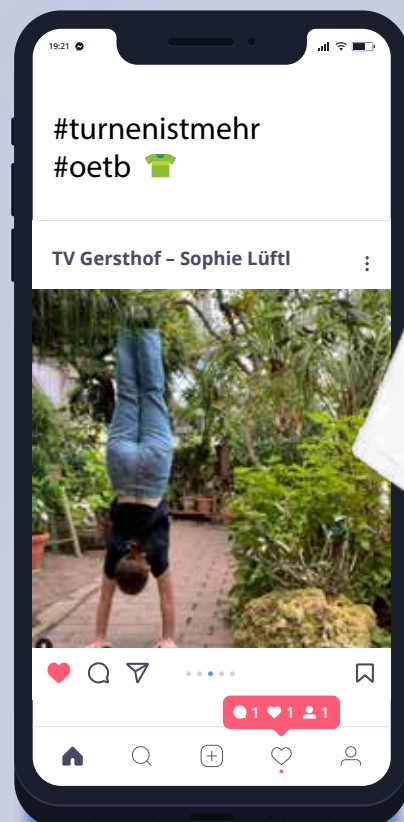 19:21
#turnenistmehr
#oetb
TV Gersthof – Sophie Lüftl
1 1 1